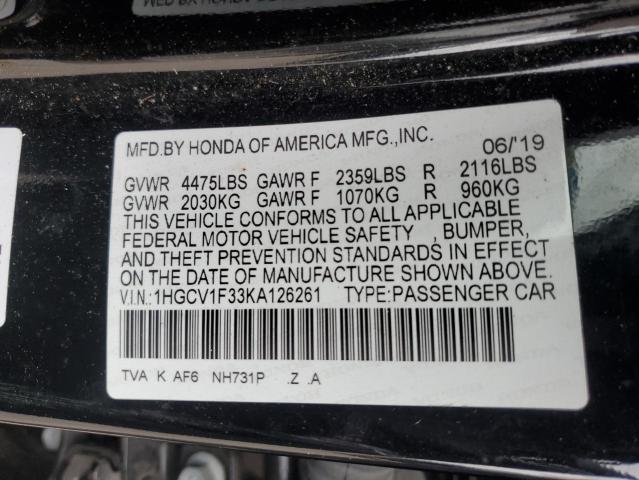 MFD.BY HONDA OF AMERICA MFG.,INC. 06/'19
GVWR 4475LBS GAWR F 2359LBS R 2116LBS
GVWR 2030KG GAWR F 1070KG R 960KG
THIS VEHICLE CONFORMS TO ALL APPLICABLE
FEDERAL MOTOR VEHICLE SAFETY , BUMPER,
AND THEFT PREVENTION STANDARDS IN EFFECT
ON THE DATE OF MANUFACTURE SHOWN ABOVE.
V.I.N.:1HGCV1F33KA126261 TYPE:PASSENGER CAR
TVA K AF6 NH731P .Z .A